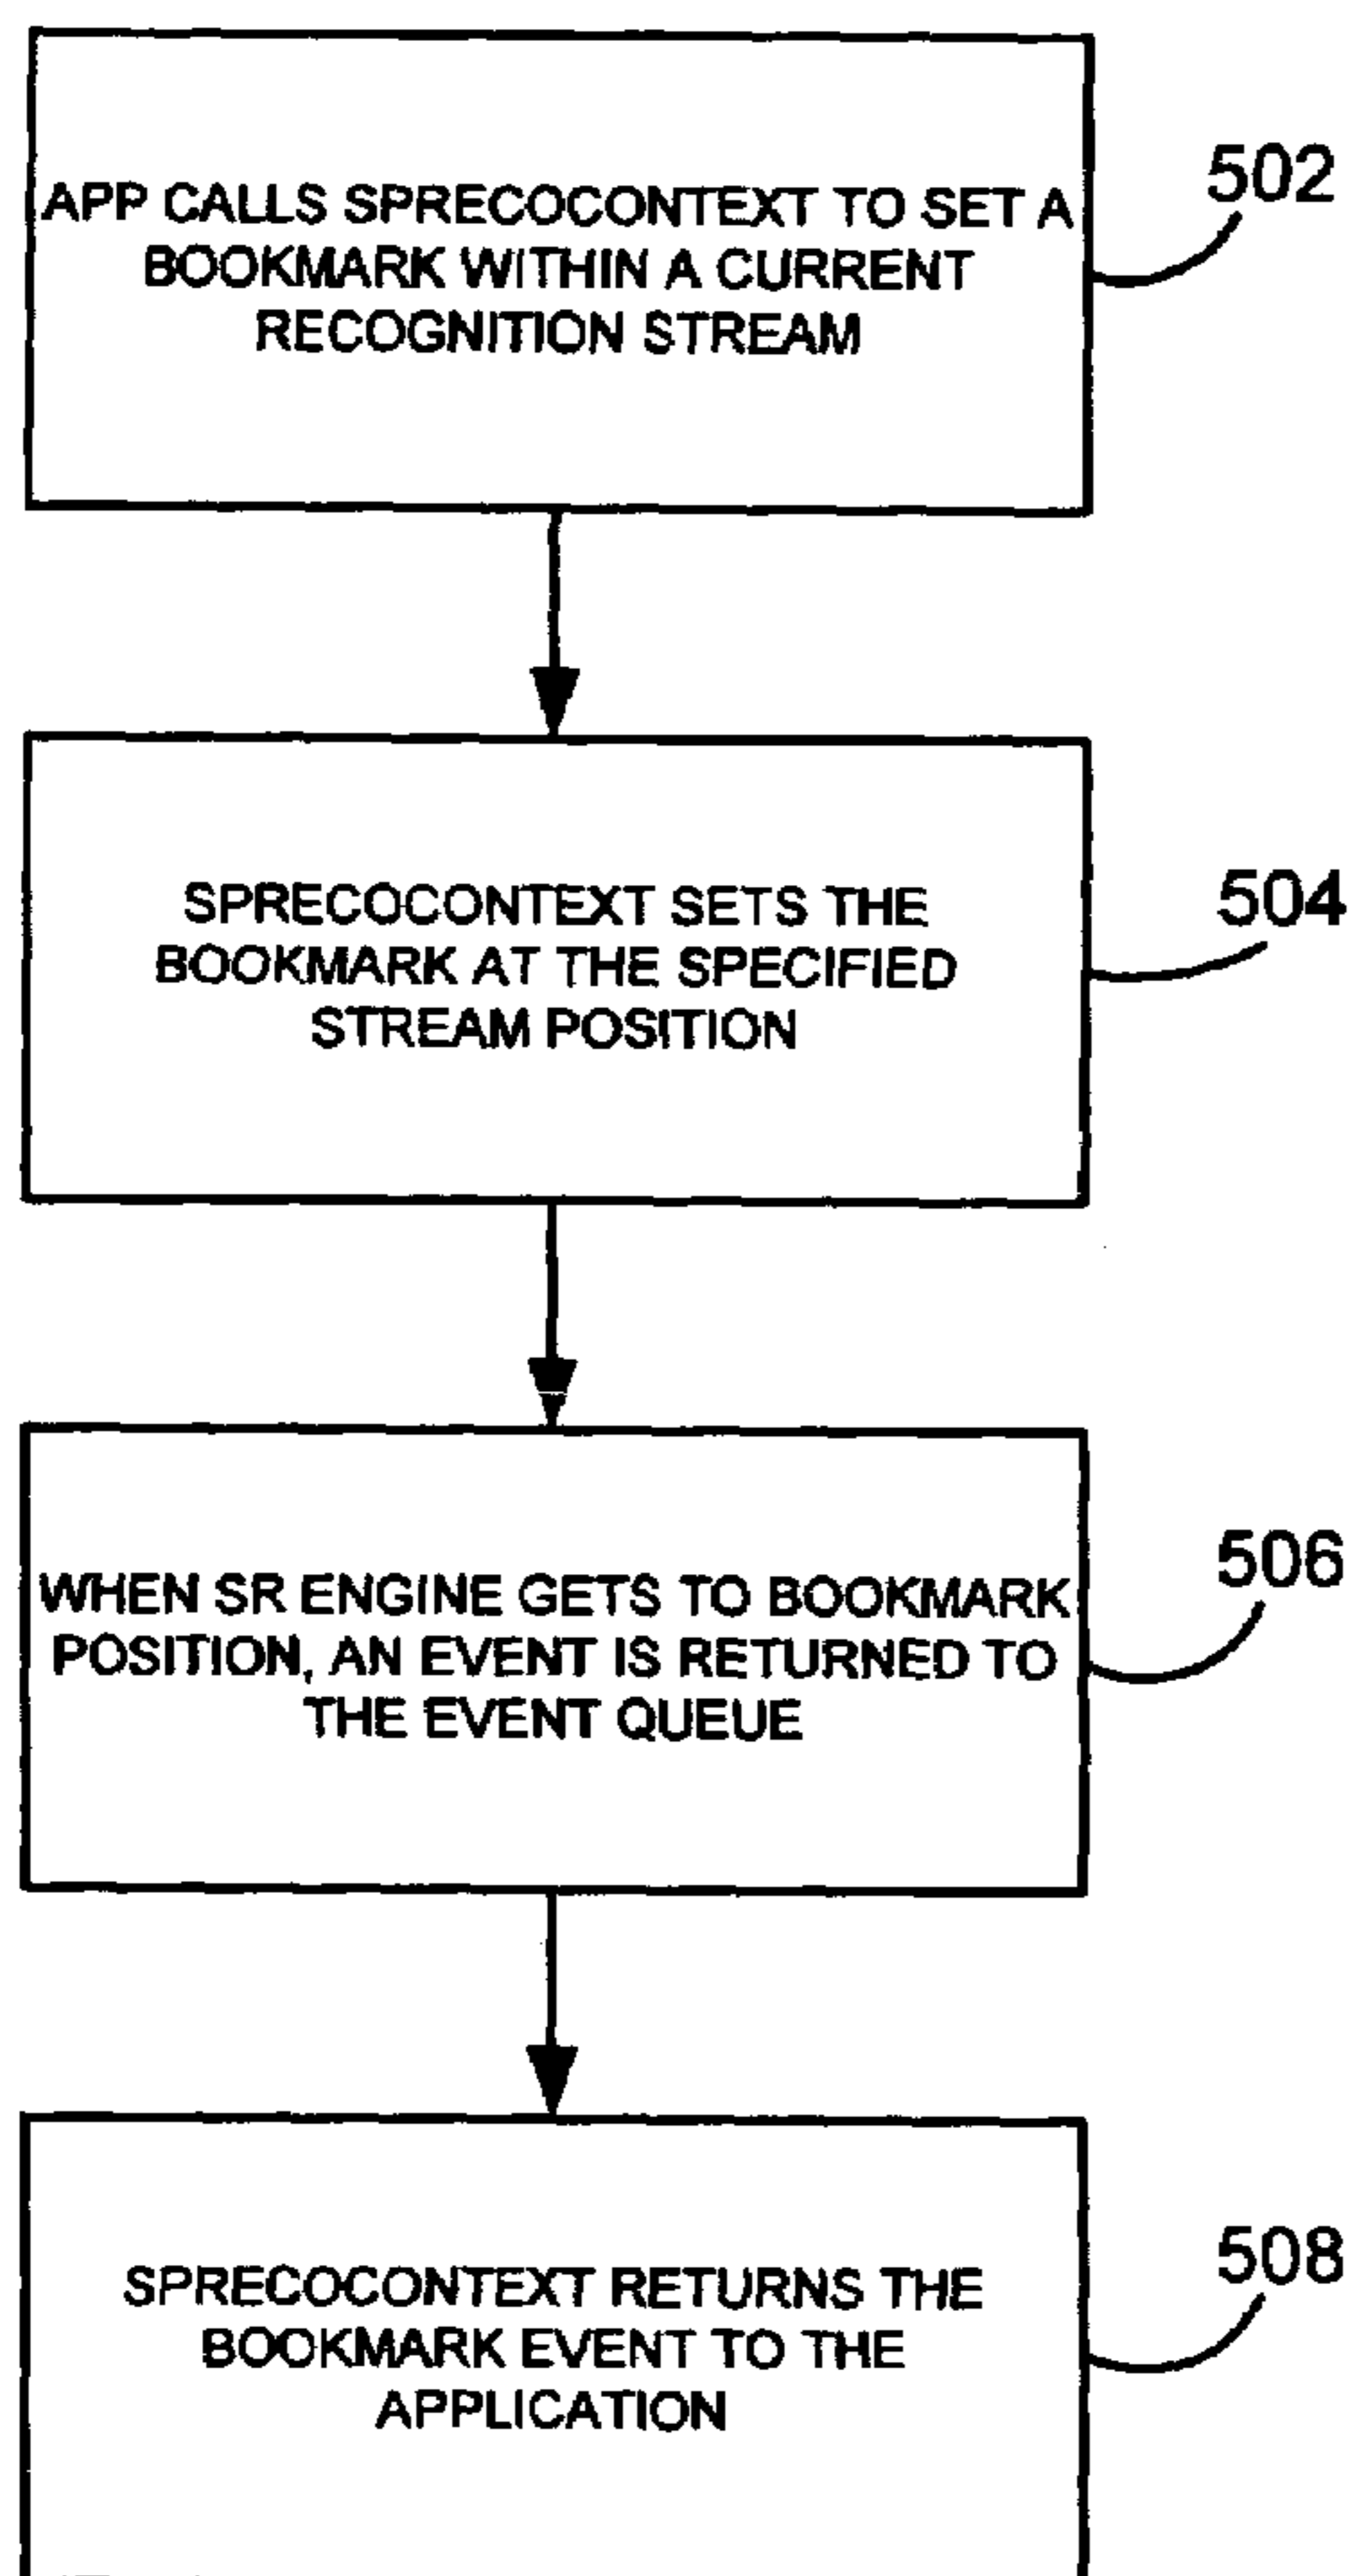 APP CALLS SPRECOCONTEXT TO SET A
BOOKMARK WITHIN A CURRENT
RECOGNITION STREAM
502
SPRECOCONTEXT SETS THE
BOOKMARK AT THE SPECIFIED
STREAM POSITION
504
WHEN SR ENGINE GETS TO BOOKMARK
POSITION, AN EVENT IS RETURNED TO
THE EVENT QUEUE
506
SPRECOCONTEXT RETURNS THE
BOOKMARK EVENT TO THE
APPLICATION
508